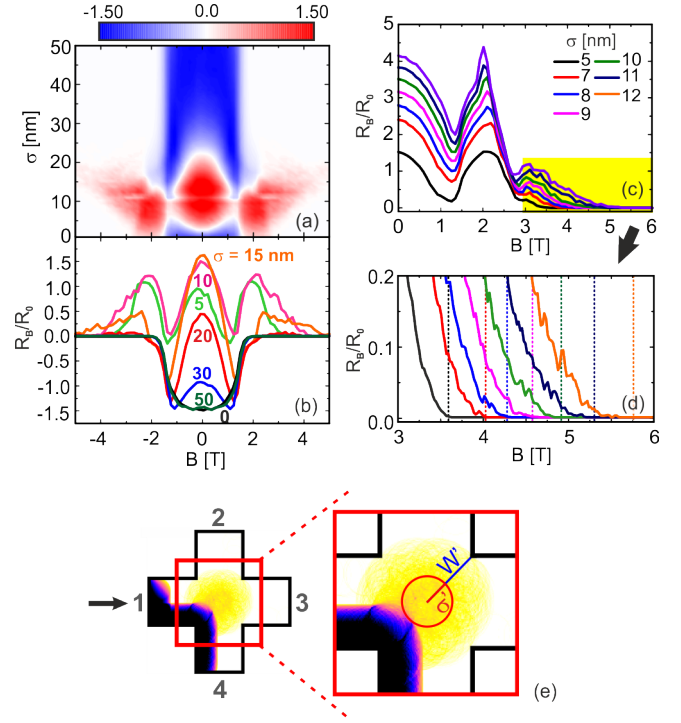 -1.50 0.0 1.50
50
40
30
20
10
0
σ [nm]
(a)
1.5
1.0
0.5
0.0
-0.5
-1.0
-1.5
R_B/R_0
σ = 15 nm
10
5
20
30
50
0
(b)
-4 -2 0 2 4
B [T]
5
4
3
2
1
0
R_B/R_0
σ [nm]
5 10
7 11
8 12
9
(c)
0 1 2 3 4 5 6
B [T]
0.2
0.1
0.0
R_B/R_0
(d)
3 4 5 6
B [T]
2
1 3
4
W'
σ'
(e)